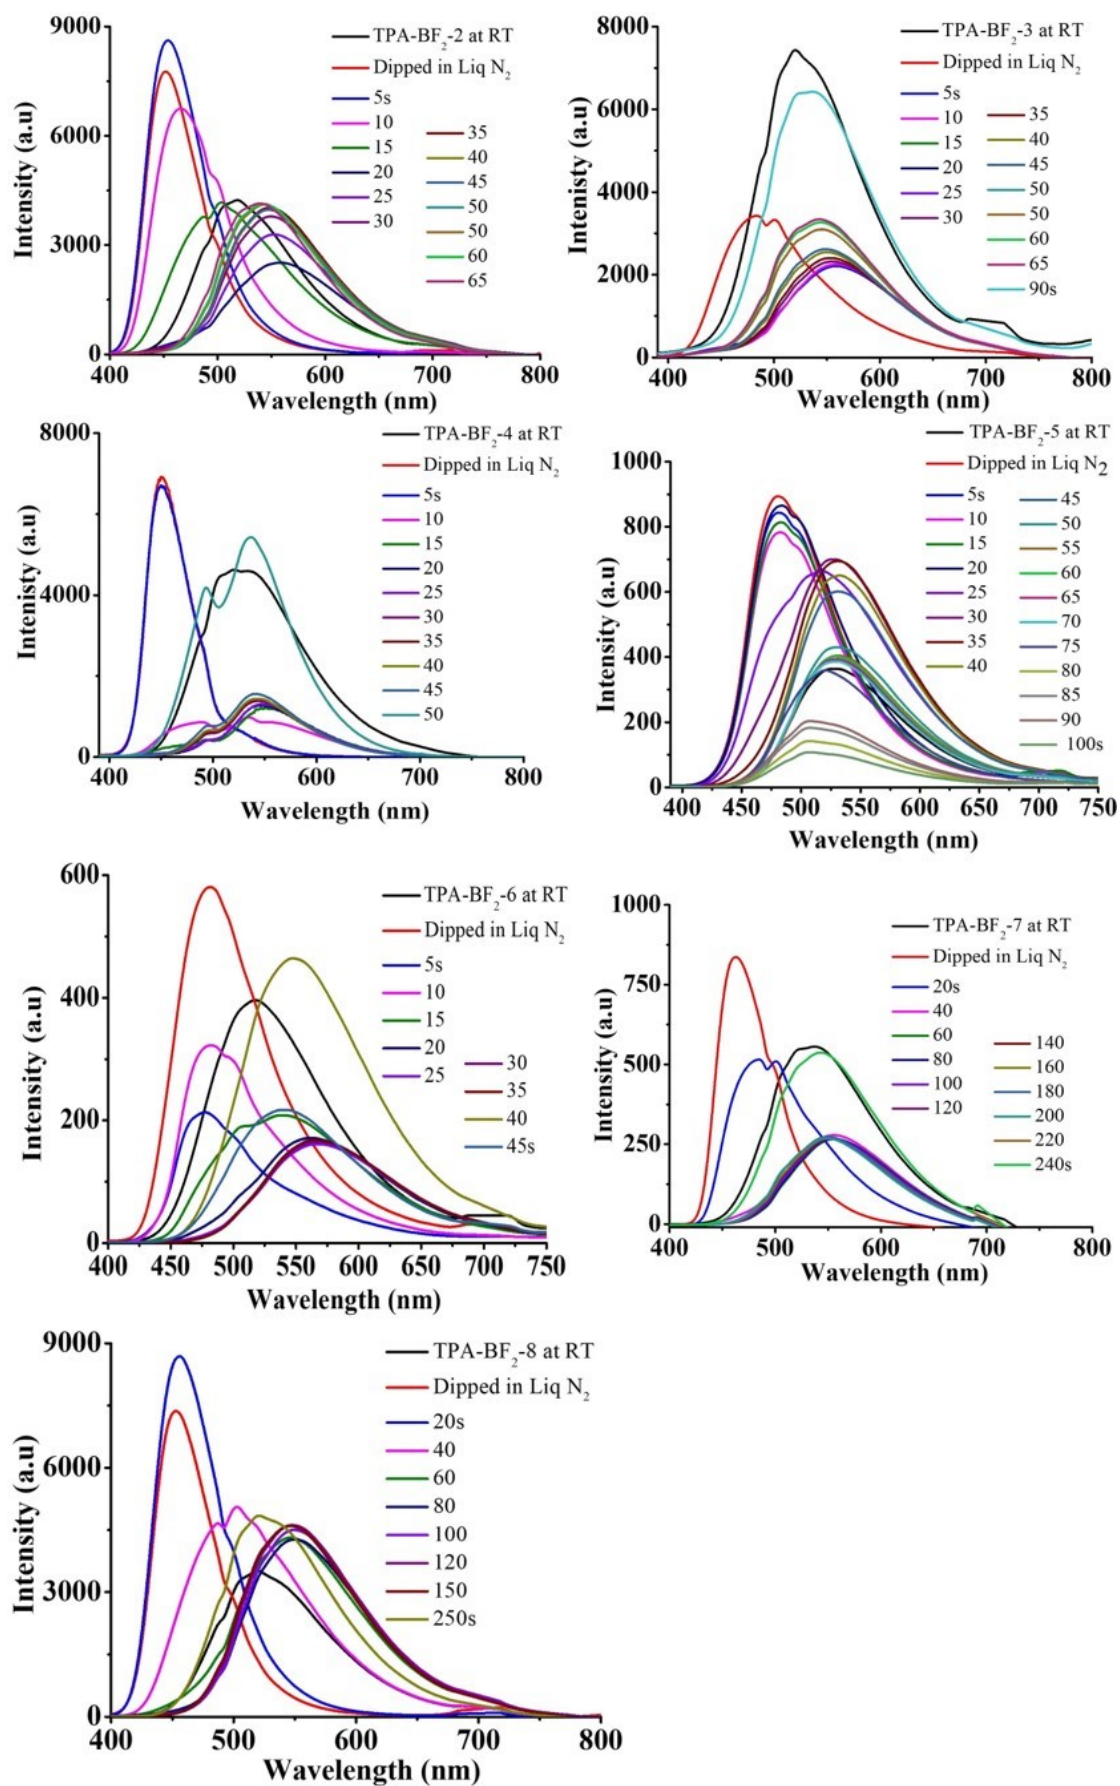 9000
6000
3000
0
Intensity (a.u)
400 500 600 700 800
Wavelength (nm)
TPA-BF2-2 at RT
Dipped in Liq N2
5s
10
15
20
25
30
35
40
45
50
50
60
65
8000
6000
4000
2000
0
Intenisty (a.u)
400 500 600 700 800
Wavelength (nm)
TPA-BF2-3 at RT
Dipped in Liq N2
5s
10
15
20
25
30
35
40
45
50
50
60
65
90s
8000
4000
0
Intenisty (a.u)
390 400 500 600 700 800
Wavelength (nm)
TPA-BF2-4 at RT
Dipped in Liq N2
5s
10
15
20
25
30
35
40
45
50
1000
800
600
400
200
0
Intensity (a.u)
400 425 450 500 550 600 650 700 750
Wavelength (nm)
TPA-BF2-5 at RT
Dipped in Liq N2
5s
10
15
20
25
30
35
40
45
50
55
60
65
70
75
80
85
90
100s
600
400
200
0
Intensity (a.u)
400 450 500 550 600 650 700 750
Wavelength (nm)
TPA-BF2-6 at RT
Dipped in Liq N2
5s
10
15
20
25
30
35
40
45s
1000
750
500
250
0
Intensity (a.u)
400 500 600 700 800
Wavelength (nm)
TPA-BF2-7 at RT
Dipped in Liq N2
20s
40
60
80
100
120
140
160
180
200
220
240s
9000
6000
3000
0
Intensity (a.u)
400 450 500 600 700 800
Wavelength (nm)
TPA-BF2-8 at RT
Dipped in Liq N2
20s
40
60
80
100
120
150
250s